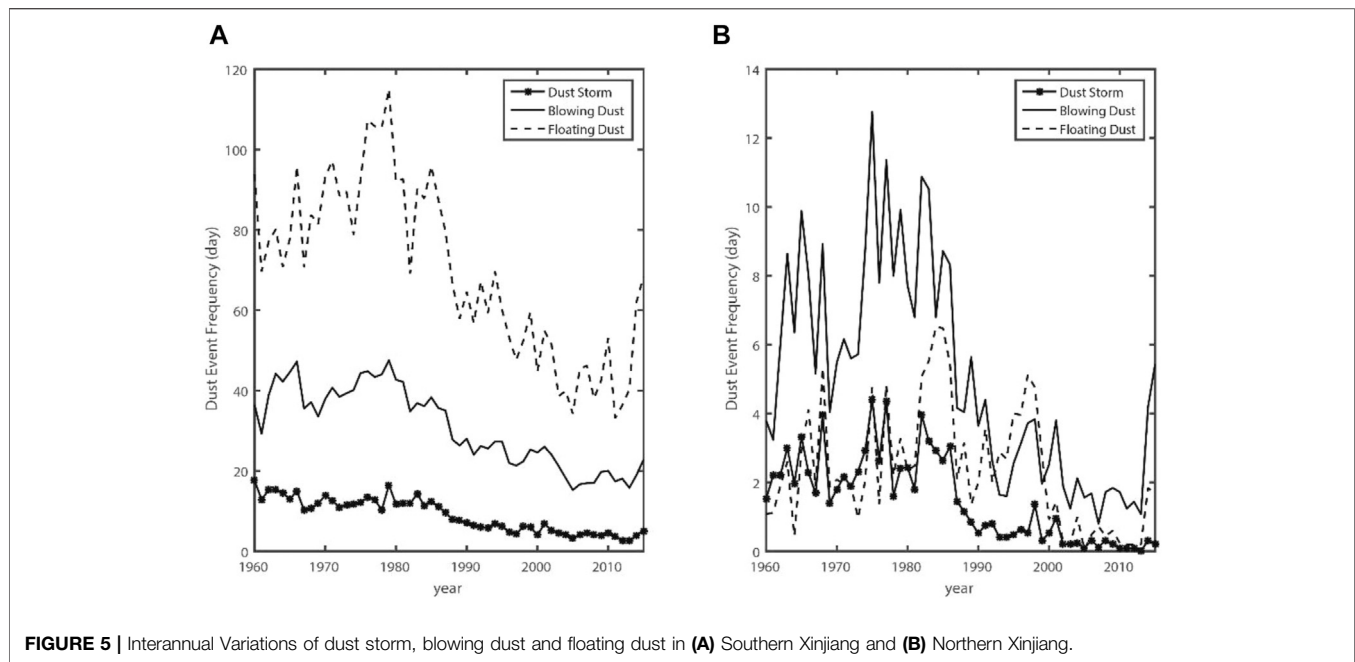 A
120
100
80
60
40
20
0
Dust Event Frequency (day)
Dust Storm
Blowing Dust
Floating Dust
1960 1970 1980 1990 2000 2010
year
B
14
12
10
8
6
4
2
0
Dust Event Frequency (day)
Dust Storm
Blowing Dust
Floating Dust
1960 1970 1980 1990 2000 2010
year
FIGURE 5 | Interannual Variations of dust storm, blowing dust and floating dust in (A) Southern Xinjiang and (B) Northern Xinjiang.